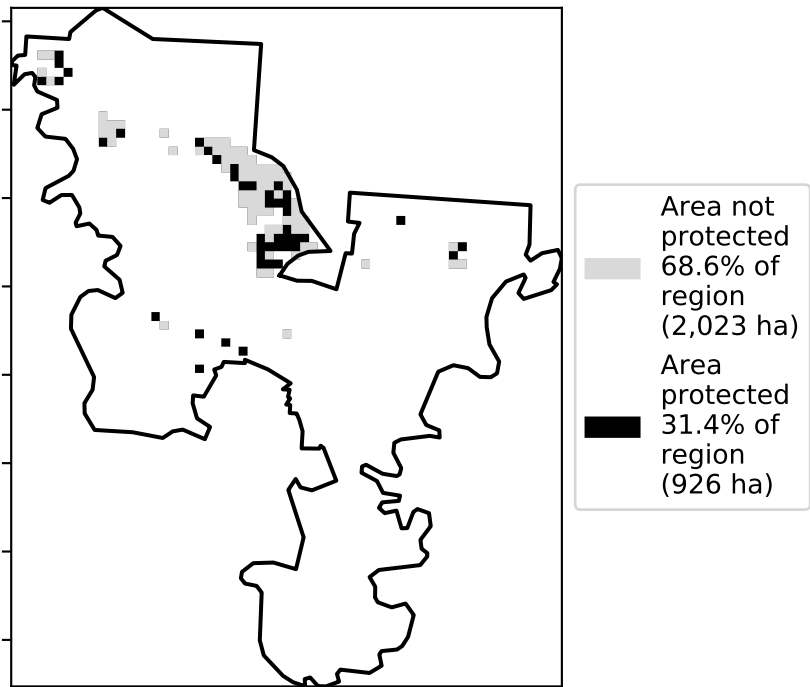 Area not
protected
68.6% of
region
(2,023 ha)
Area
protected
31.4% of
region
(926 ha)